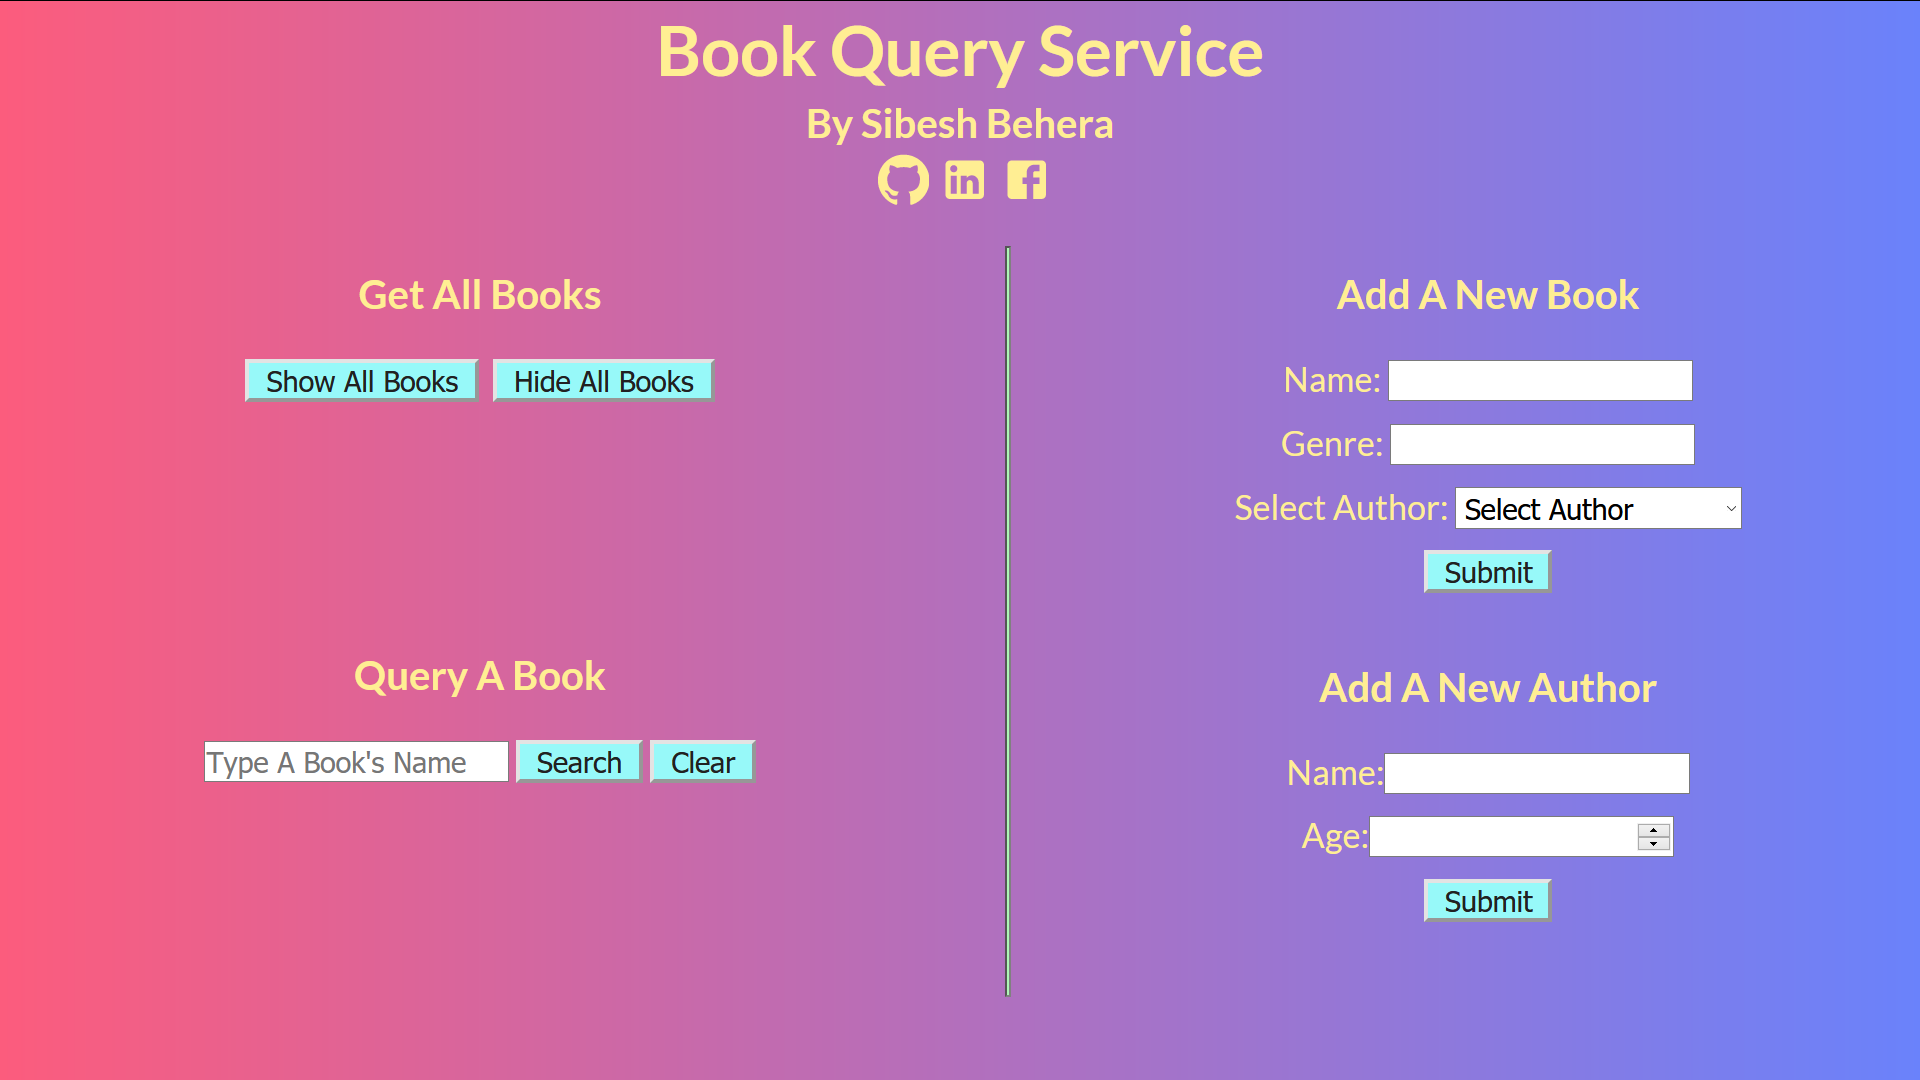 Book Query Service
By Sibesh Behera
Get All Books
Show All Books Hide All Books
Query A Book
Type A Book's Name Search Clear
Add A New Book
Name:
Genre:
Select Author: Select Author
Submit
Add A New Author
Name:
Age:
Submit